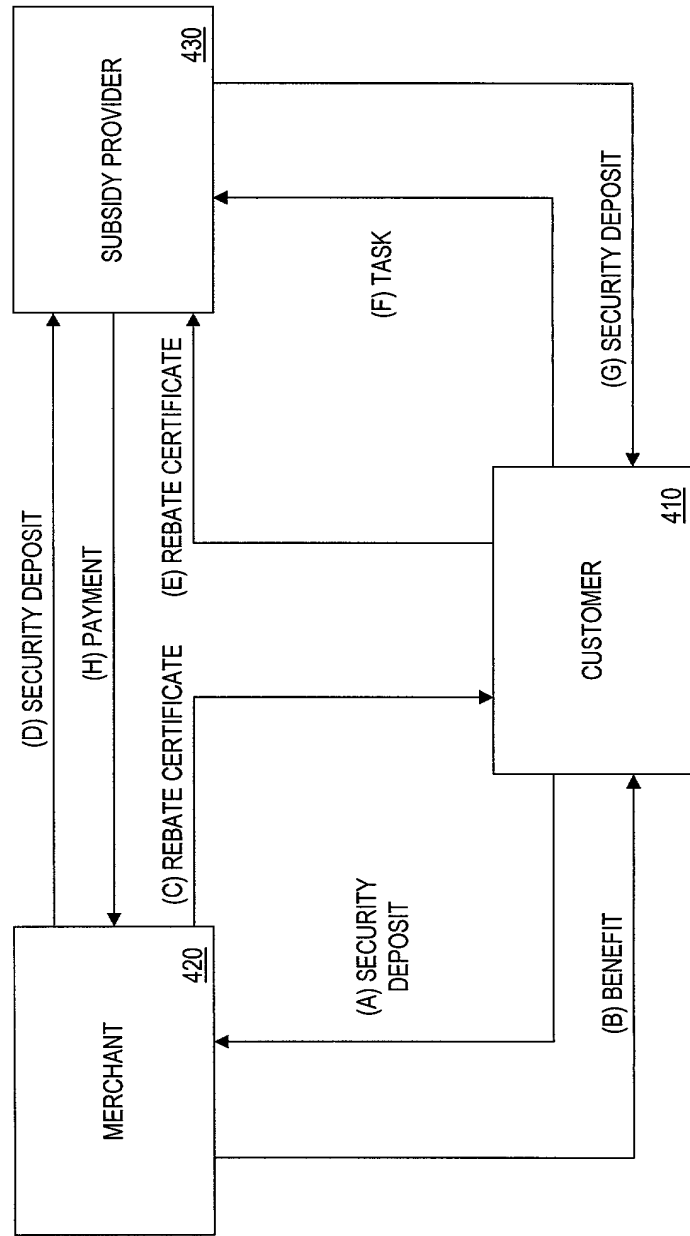 MERCHANT
420
SUBSIDY PROVIDER
430
(D) SECURITY DEPOSIT
(H) PAYMENT
(C) REBATE CERTIFICATE
(E) REBATE CERTIFICATE
(A) SECURITY
DEPOSIT
(F) TASK
(B) BENEFIT
CUSTOMER
410
(G) SECURITY DEPOSIT